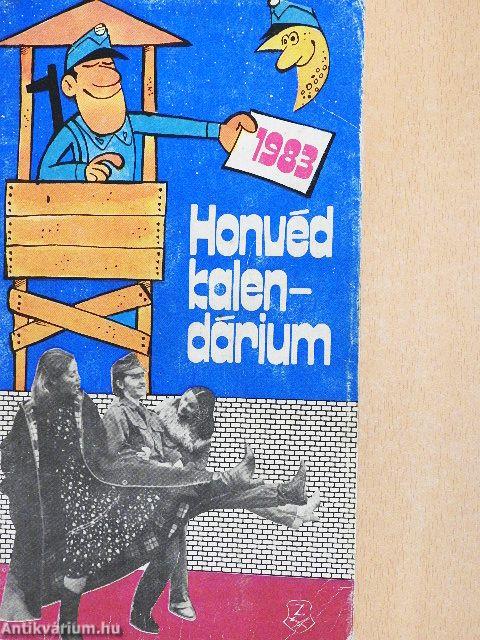 1983
Honvéd
kalen-
dárium
Z
Antikvárium.hu